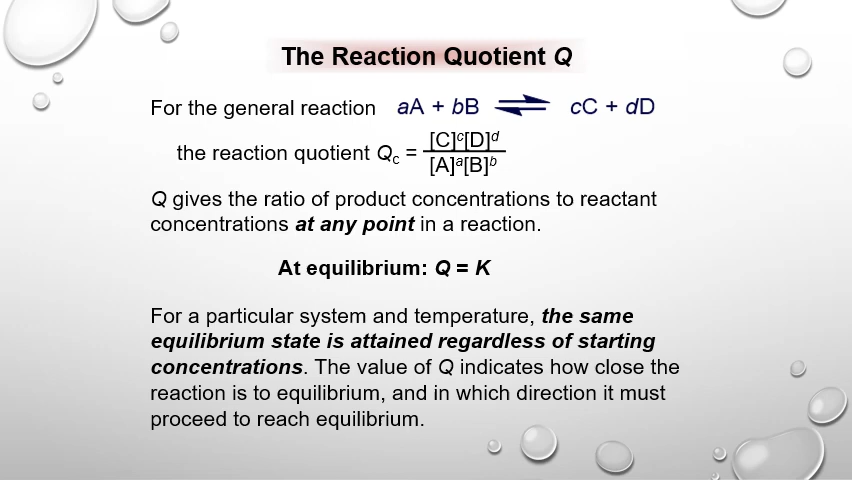 The Reaction Quotient Q
For the general reaction aA + bB ⇌ cC + dD
the reaction quotient Qc = [C]ᶜ[D]ᵈ / [A]ᵃ[B]ᵇ
Q gives the ratio of product concentrations to reactant
concentrations at any point in a reaction.
At equilibrium: Q = K
For a particular system and temperature, the same
equilibrium state is attained regardless of starting
concentrations. The value of Q indicates how close the
reaction is to equilibrium, and in which direction it must
proceed to reach equilibrium.